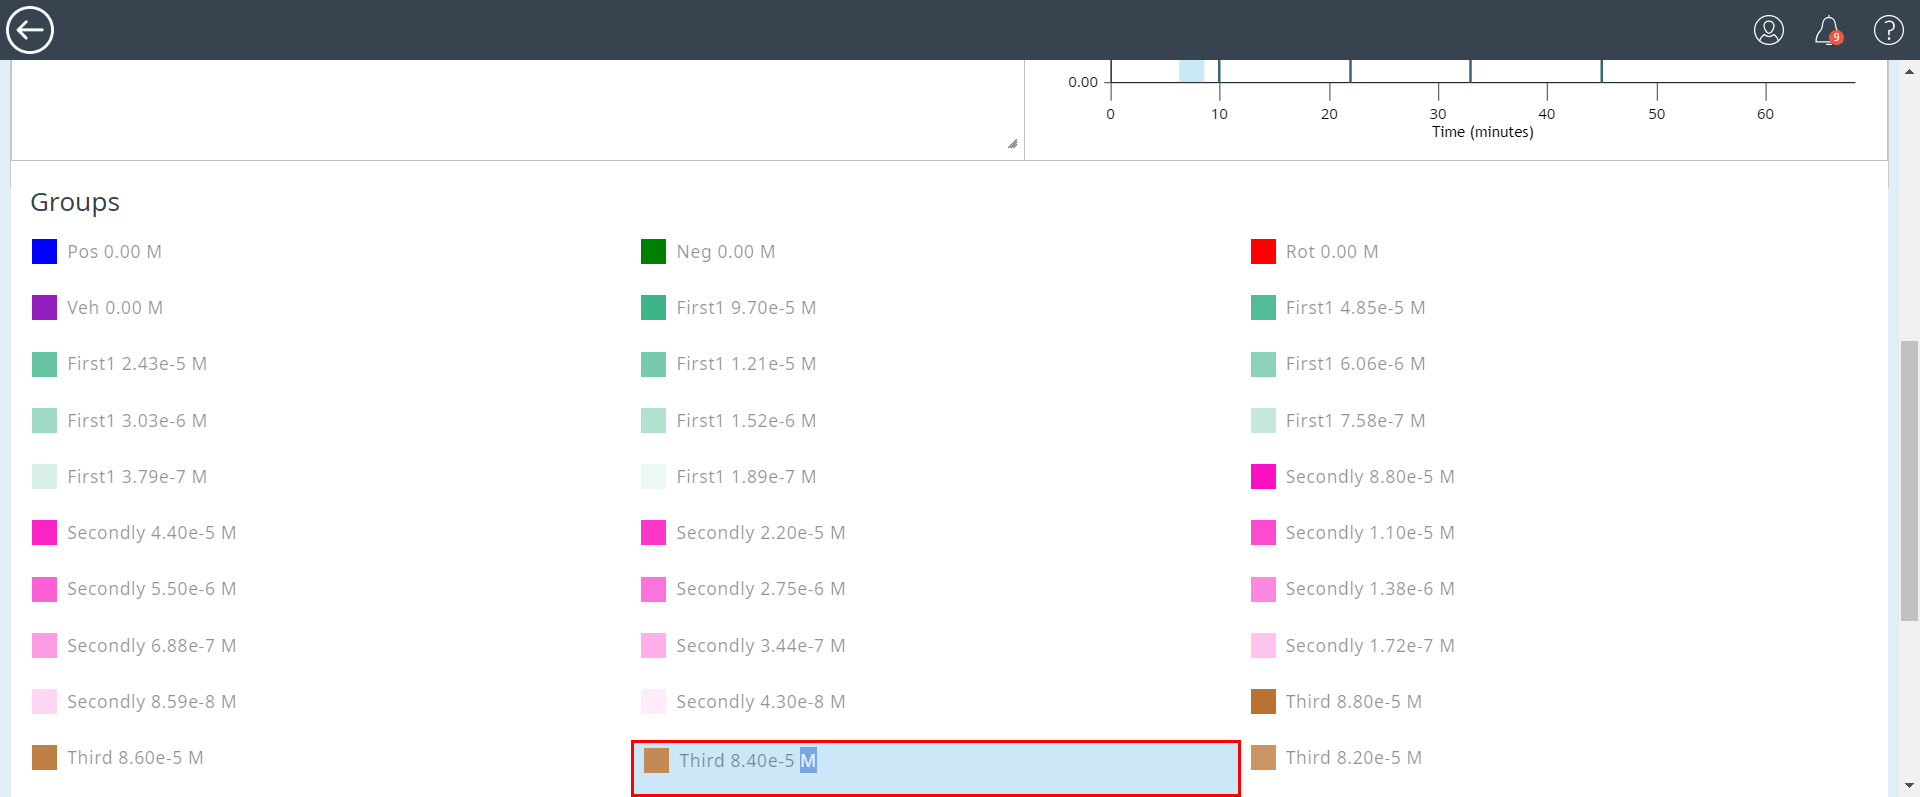 9
?
0.00
0 10 20 30 40 50 60
Time (minutes)
Groups
Pos 0.00 M
Neg 0.00 M
Rot 0.00 M
Veh 0.00 M
First1 9.70e-5 M
First1 4.85e-5 M
First1 2.43e-5 M
First1 1.21e-5 M
First1 6.06e-6 M
First1 3.03e-6 M
First1 1.52e-6 M
First1 7.58e-7 M
First1 3.79e-7 M
First1 1.89e-7 M
Secondly 8.80e-5 M
Secondly 4.40e-5 M
Secondly 2.20e-5 M
Secondly 1.10e-5 M
Secondly 5.50e-6 M
Secondly 2.75e-6 M
Secondly 1.38e-6 M
Secondly 6.88e-7 M
Secondly 3.44e-7 M
Secondly 1.72e-7 M
Secondly 8.59e-8 M
Secondly 4.30e-8 M
Third 8.80e-5 M
Third 8.60e-5 M
Third 8.40e-5 M
Third 8.20e-5 M